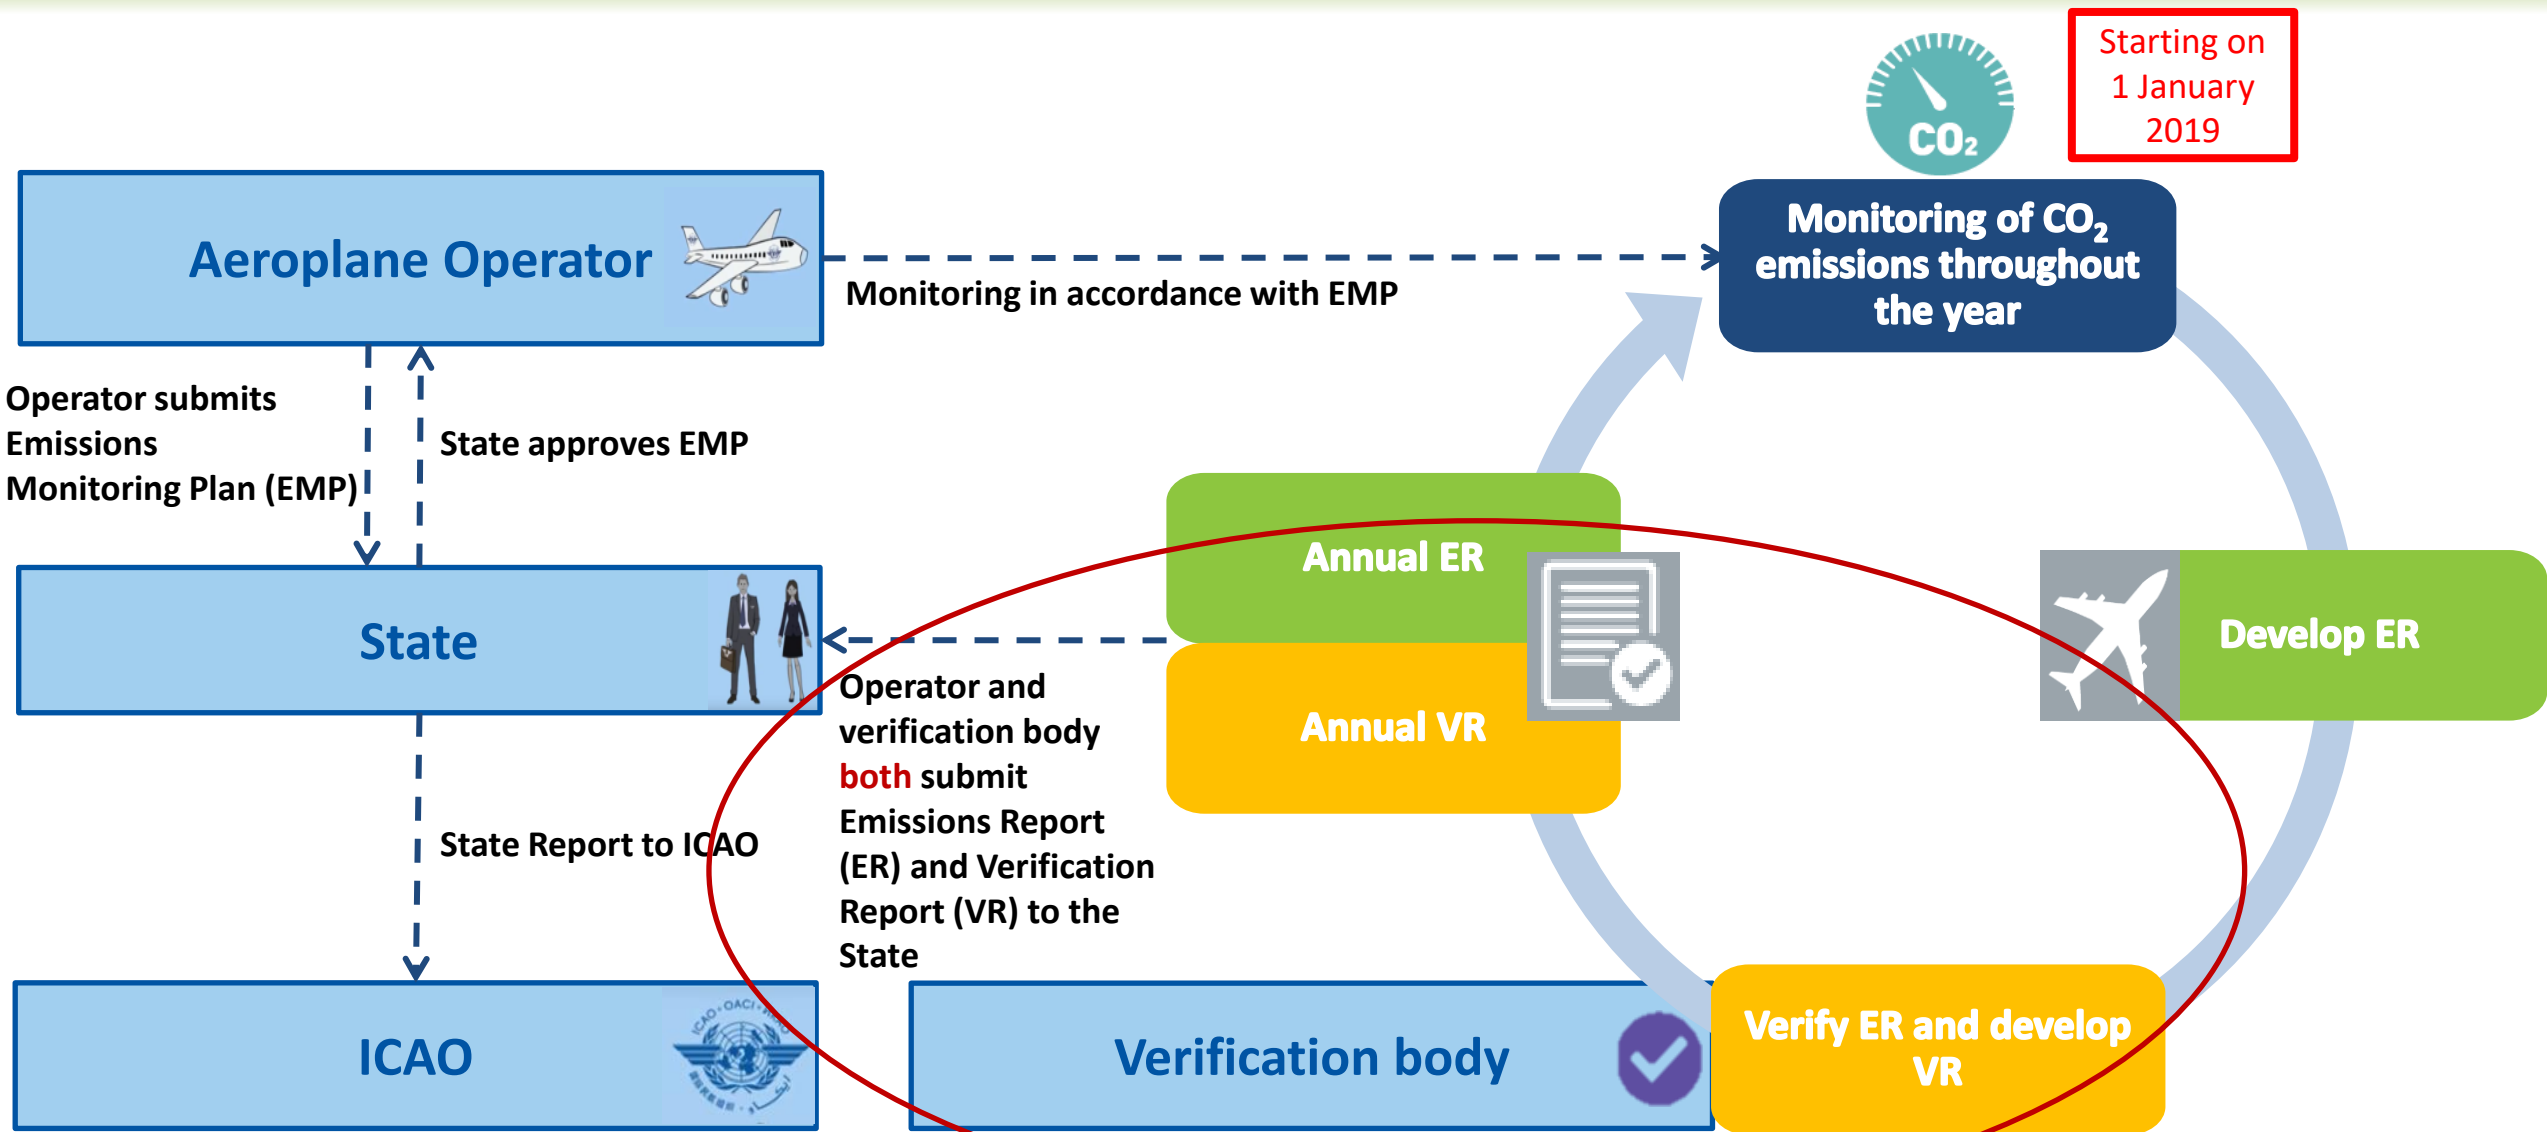 Starting on
1 January
2019
CO₂
Aeroplane Operator
Monitoring in accordance with EMP
Monitoring of CO₂
emissions throughout
the year
Operator submits
Emissions
Monitoring Plan (EMP)
State approves EMP
Annual ER
Develop ER
State
Annual VR
Operator and
verification body
both submit
Emissions Report
(ER) and Verification
Report (VR) to the
State
State Report to ICAO
ICAO
ICAO · OACI · ИКАО
Verification body
Verify ER and develop
VR